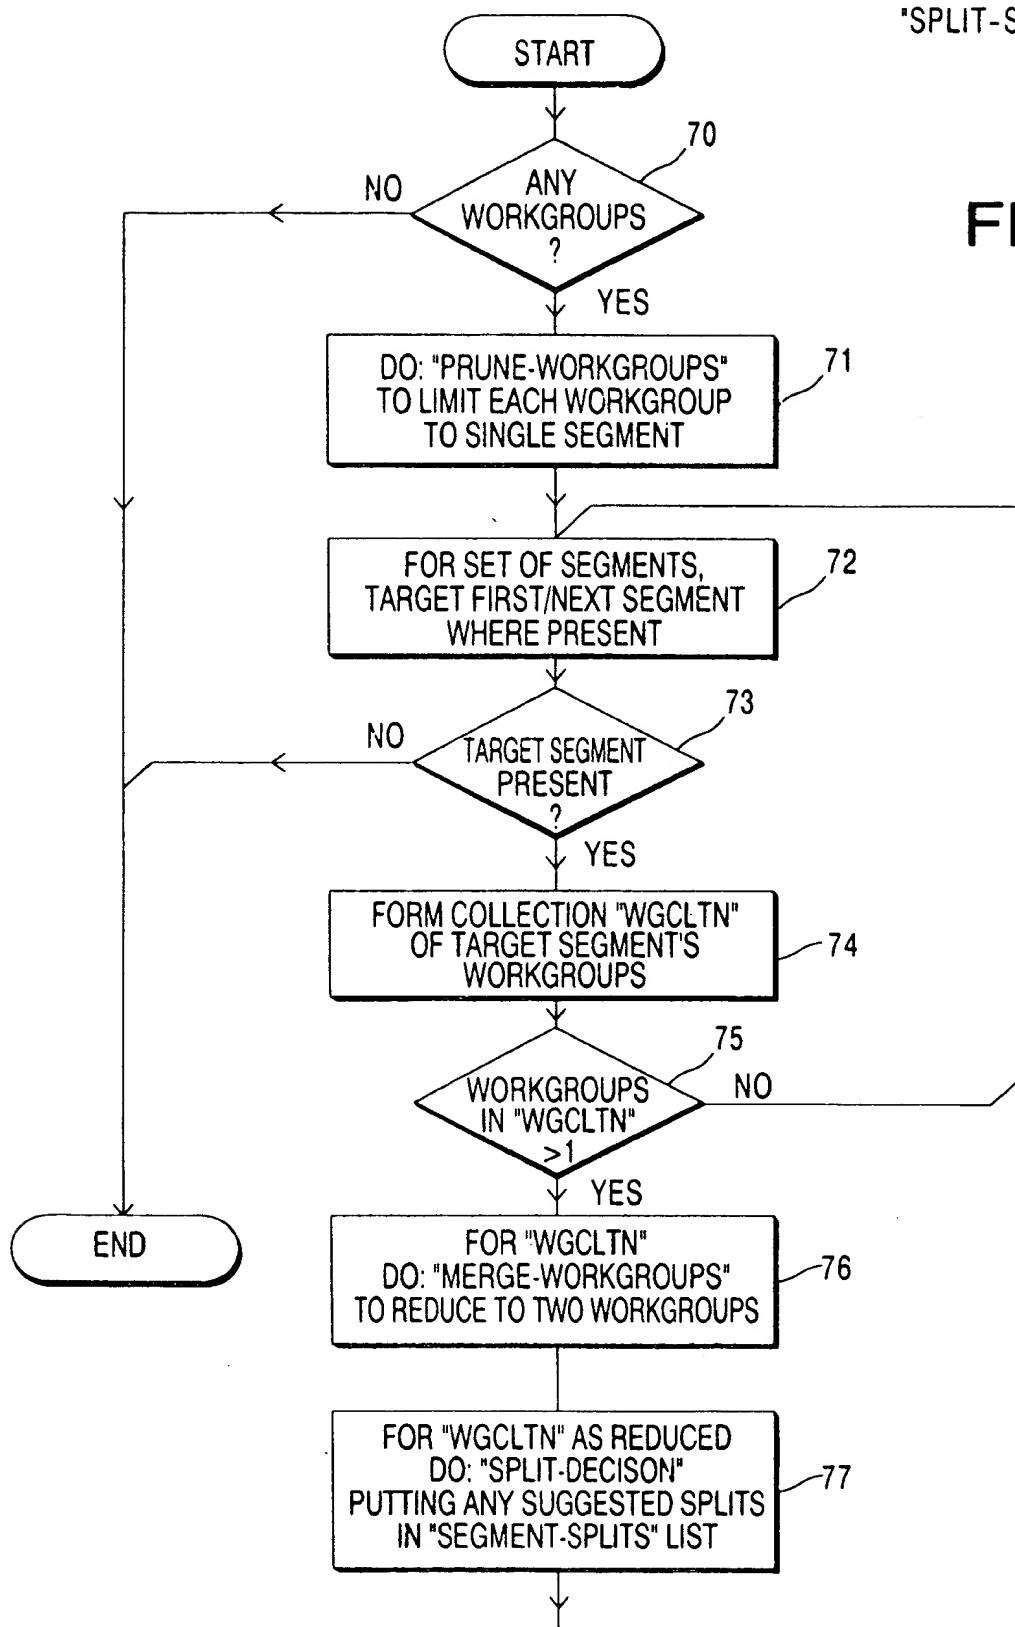 "SPLIT-S
START
70
NO
ANY
WORKGROUPS
?
FI
YES
DO: "PRUNE-WORKGROUPS"
TO LIMIT EACH WORKGROUP
TO SINGLE SEGMENT
71
FOR SET OF SEGMENTS,
TARGET FIRST/NEXT SEGMENT
WHERE PRESENT
72
73
NO
TARGET SEGMENT
PRESENT
?
YES
FORM COLLECTION "WGCLTN"
OF TARGET SEGMENT'S
WORKGROUPS
74
75
WORKGROUPS
IN "WGCLTN"
>1
NO
YES
END
FOR "WGCLTN"
DO: "MERGE-WORKGROUPS"
TO REDUCE TO TWO WORKGROUPS
76
FOR "WGCLTN" AS REDUCED
DO: "SPLIT-DECISON"
PUTTING ANY SUGGESTED SPLITS
IN "SEGMENT-SPLITS" LIST
77